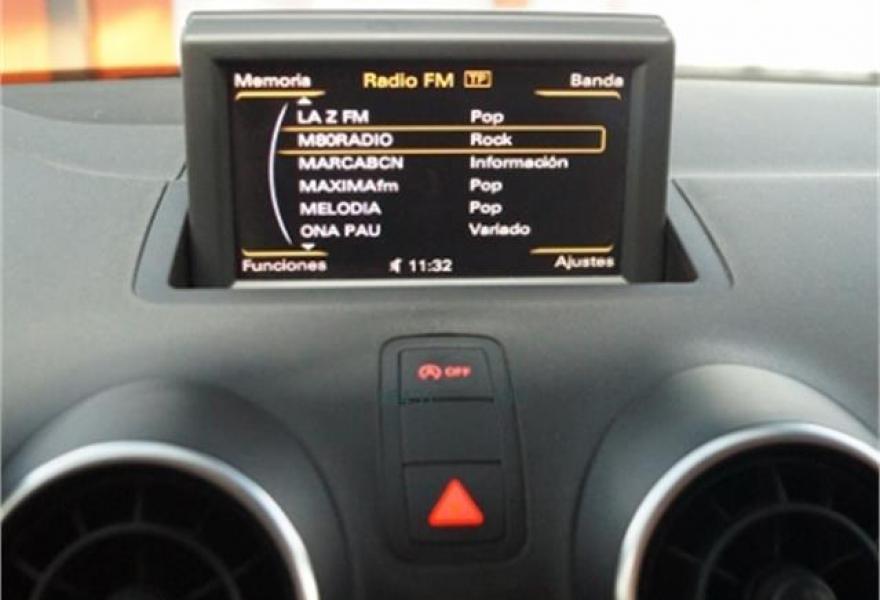 Memoria Radio FM TP Banda
LA Z FM Pop
M80RADIO Rock
MARCABCN Información
MAXIMAfm Pop
MELODIA Pop
ONA PAU Variado
Funciones 11:32 Ajustes
OFF